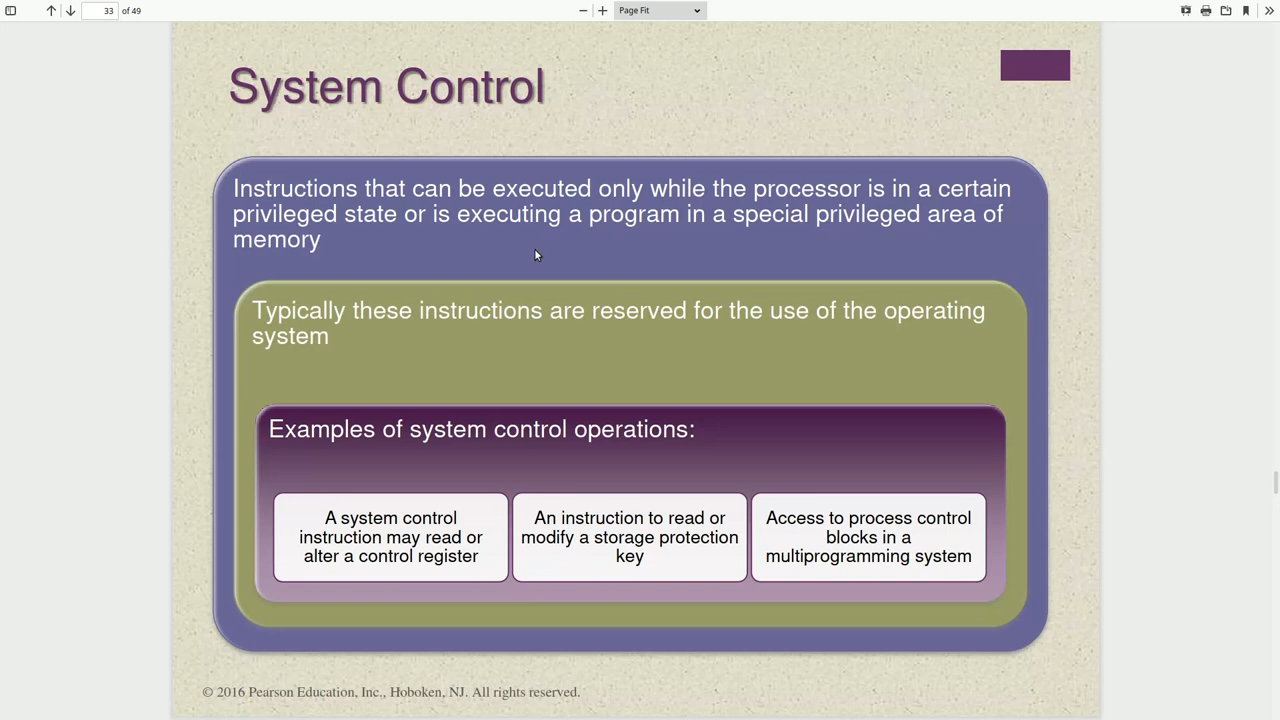 33 of 49
Page Fit
System Control
Instructions that can be executed only while the processor is in a certain
privileged state or is executing a program in a special privileged area of
memory
Typically these instructions are reserved for the use of the operating
system
Examples of system control operations:
A system control
instruction may read or
alter a control register
An instruction to read or
modify a storage protection
key
Access to process control
blocks in a
multiprogramming system
© 2016 Pearson Education, Inc., Hoboken, NJ. All rights reserved.